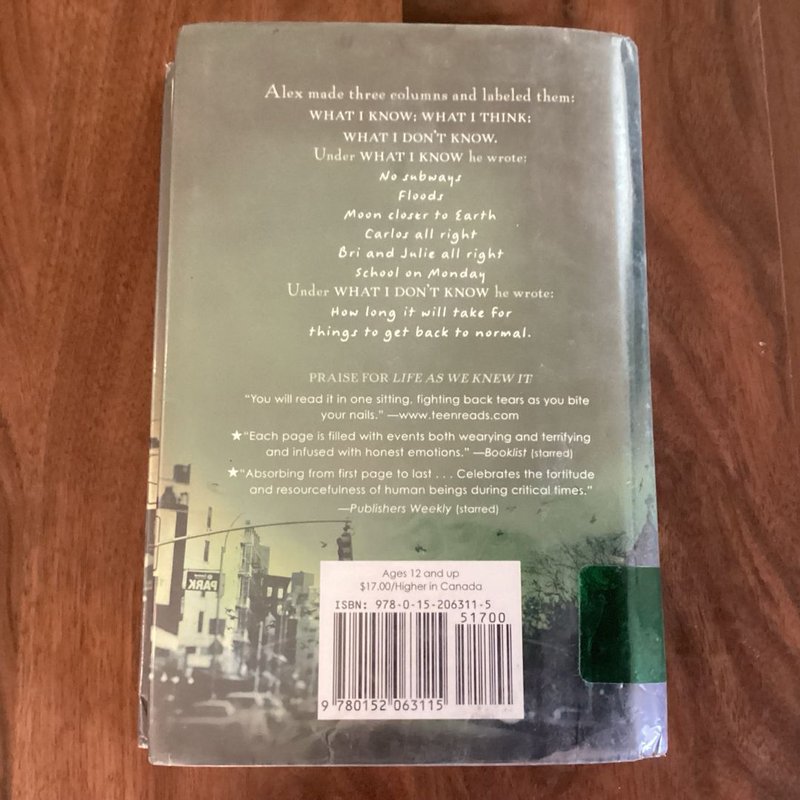 Alex made three columns and labeled them:
WHAT I KNOW; WHAT I THINK;
WHAT I DON'T KNOW.
Under WHAT I KNOW he wrote:
No subways
Floods
Moon closer to Earth
Carlos all right
Bri and Julie all right
School on Monday
Under WHAT I DON'T KNOW he wrote:
How long it will take for
things to get back to normal.
PRAISE FOR LIFE AS WE KNEW IT
"You will read it in one sitting, fighting back tears as you bite
your nails." —www.teenreads.com
★"Each page is filled with events both wearying and terrifying
and infused with honest emotions." —Booklist (starred)
★"Absorbing from first page to last . . . Celebrates the fortitude
and resourcefulness of human beings during critical times."
—Publishers Weekly (starred)
PARK
Ages 12 and up
$17.00/Higher in Canada
ISBN: 978-0-15-206311-5
51700
9 780152 063115